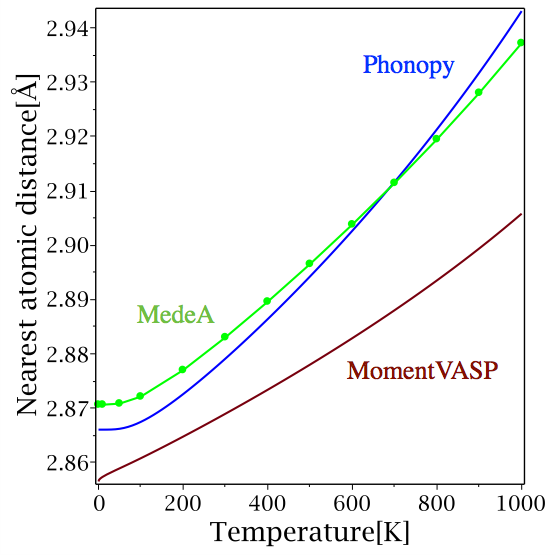 Nearest atomic distance[Å]
2.94
2.93
2.92
2.91
2.90
2.89
2.88
2.87
2.86
Phonopy
MedeA
MomentVASP
0 200 400 600 800 1000
Temperature[K]